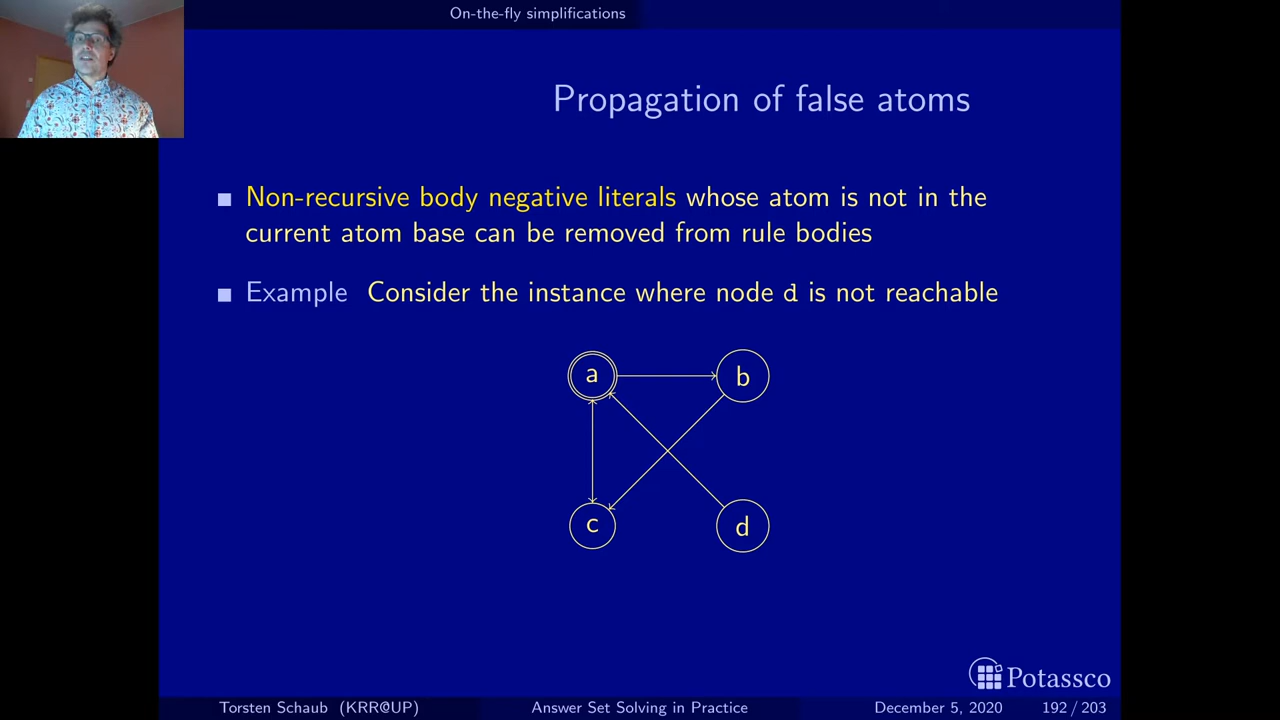 On-the-fly simplifications
Propagation of false atoms
Non-recursive body negative literals whose atom is not in the
current atom base can be removed from rule bodies
Example Consider the instance where node d is not reachable
a
b
c
d
Potassco
Torsten Schaub (KRR@UP) Answer Set Solving in Practice December 5, 2020 192 / 203